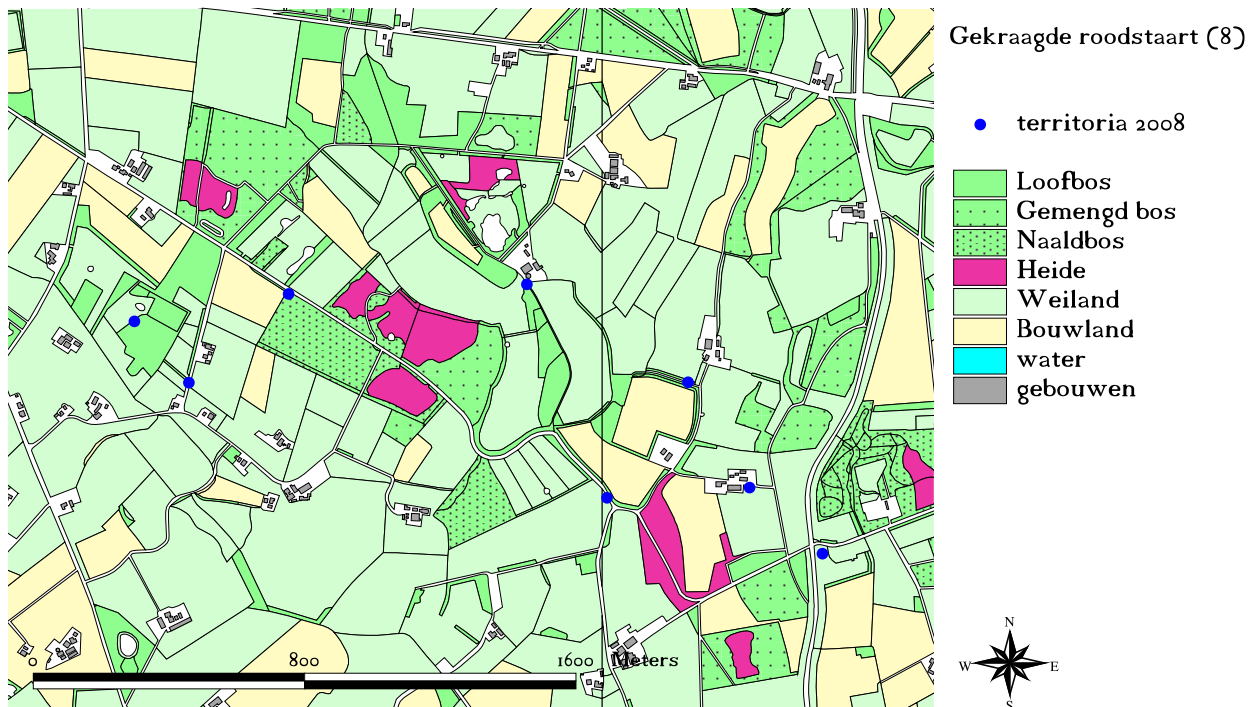 Gekraagde roodstaart (8)
territoria 2008
Loofbos
Gemengd bos
Naaldbos
Heide
Weiland
Bouwland
water
gebouwen
0 800 1600 Meters
N
W E
S